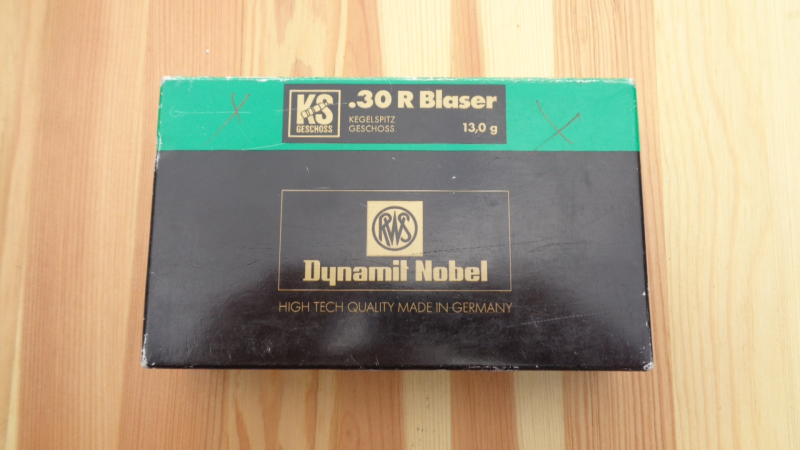 KS
GESCHOSS
.30 R Blaser
KEGELSPITZ
GESCHOSS
13,0 g
RWS
Dynamit Nobel
HIGH TECH QUALITY MADE IN GERMANY